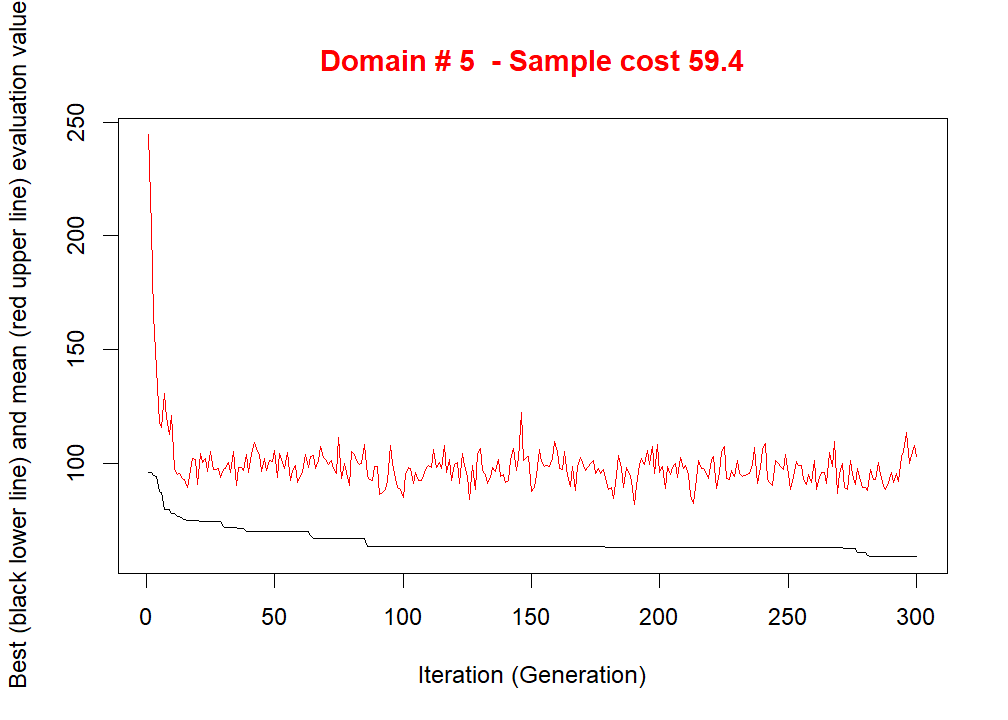 Domain # 5  - Sample cost 59.4
Best (black lower line) and mean (red upper line) evaluation value
250
200
150
100
0 50 100 150 200 250 300
Iteration (Generation)